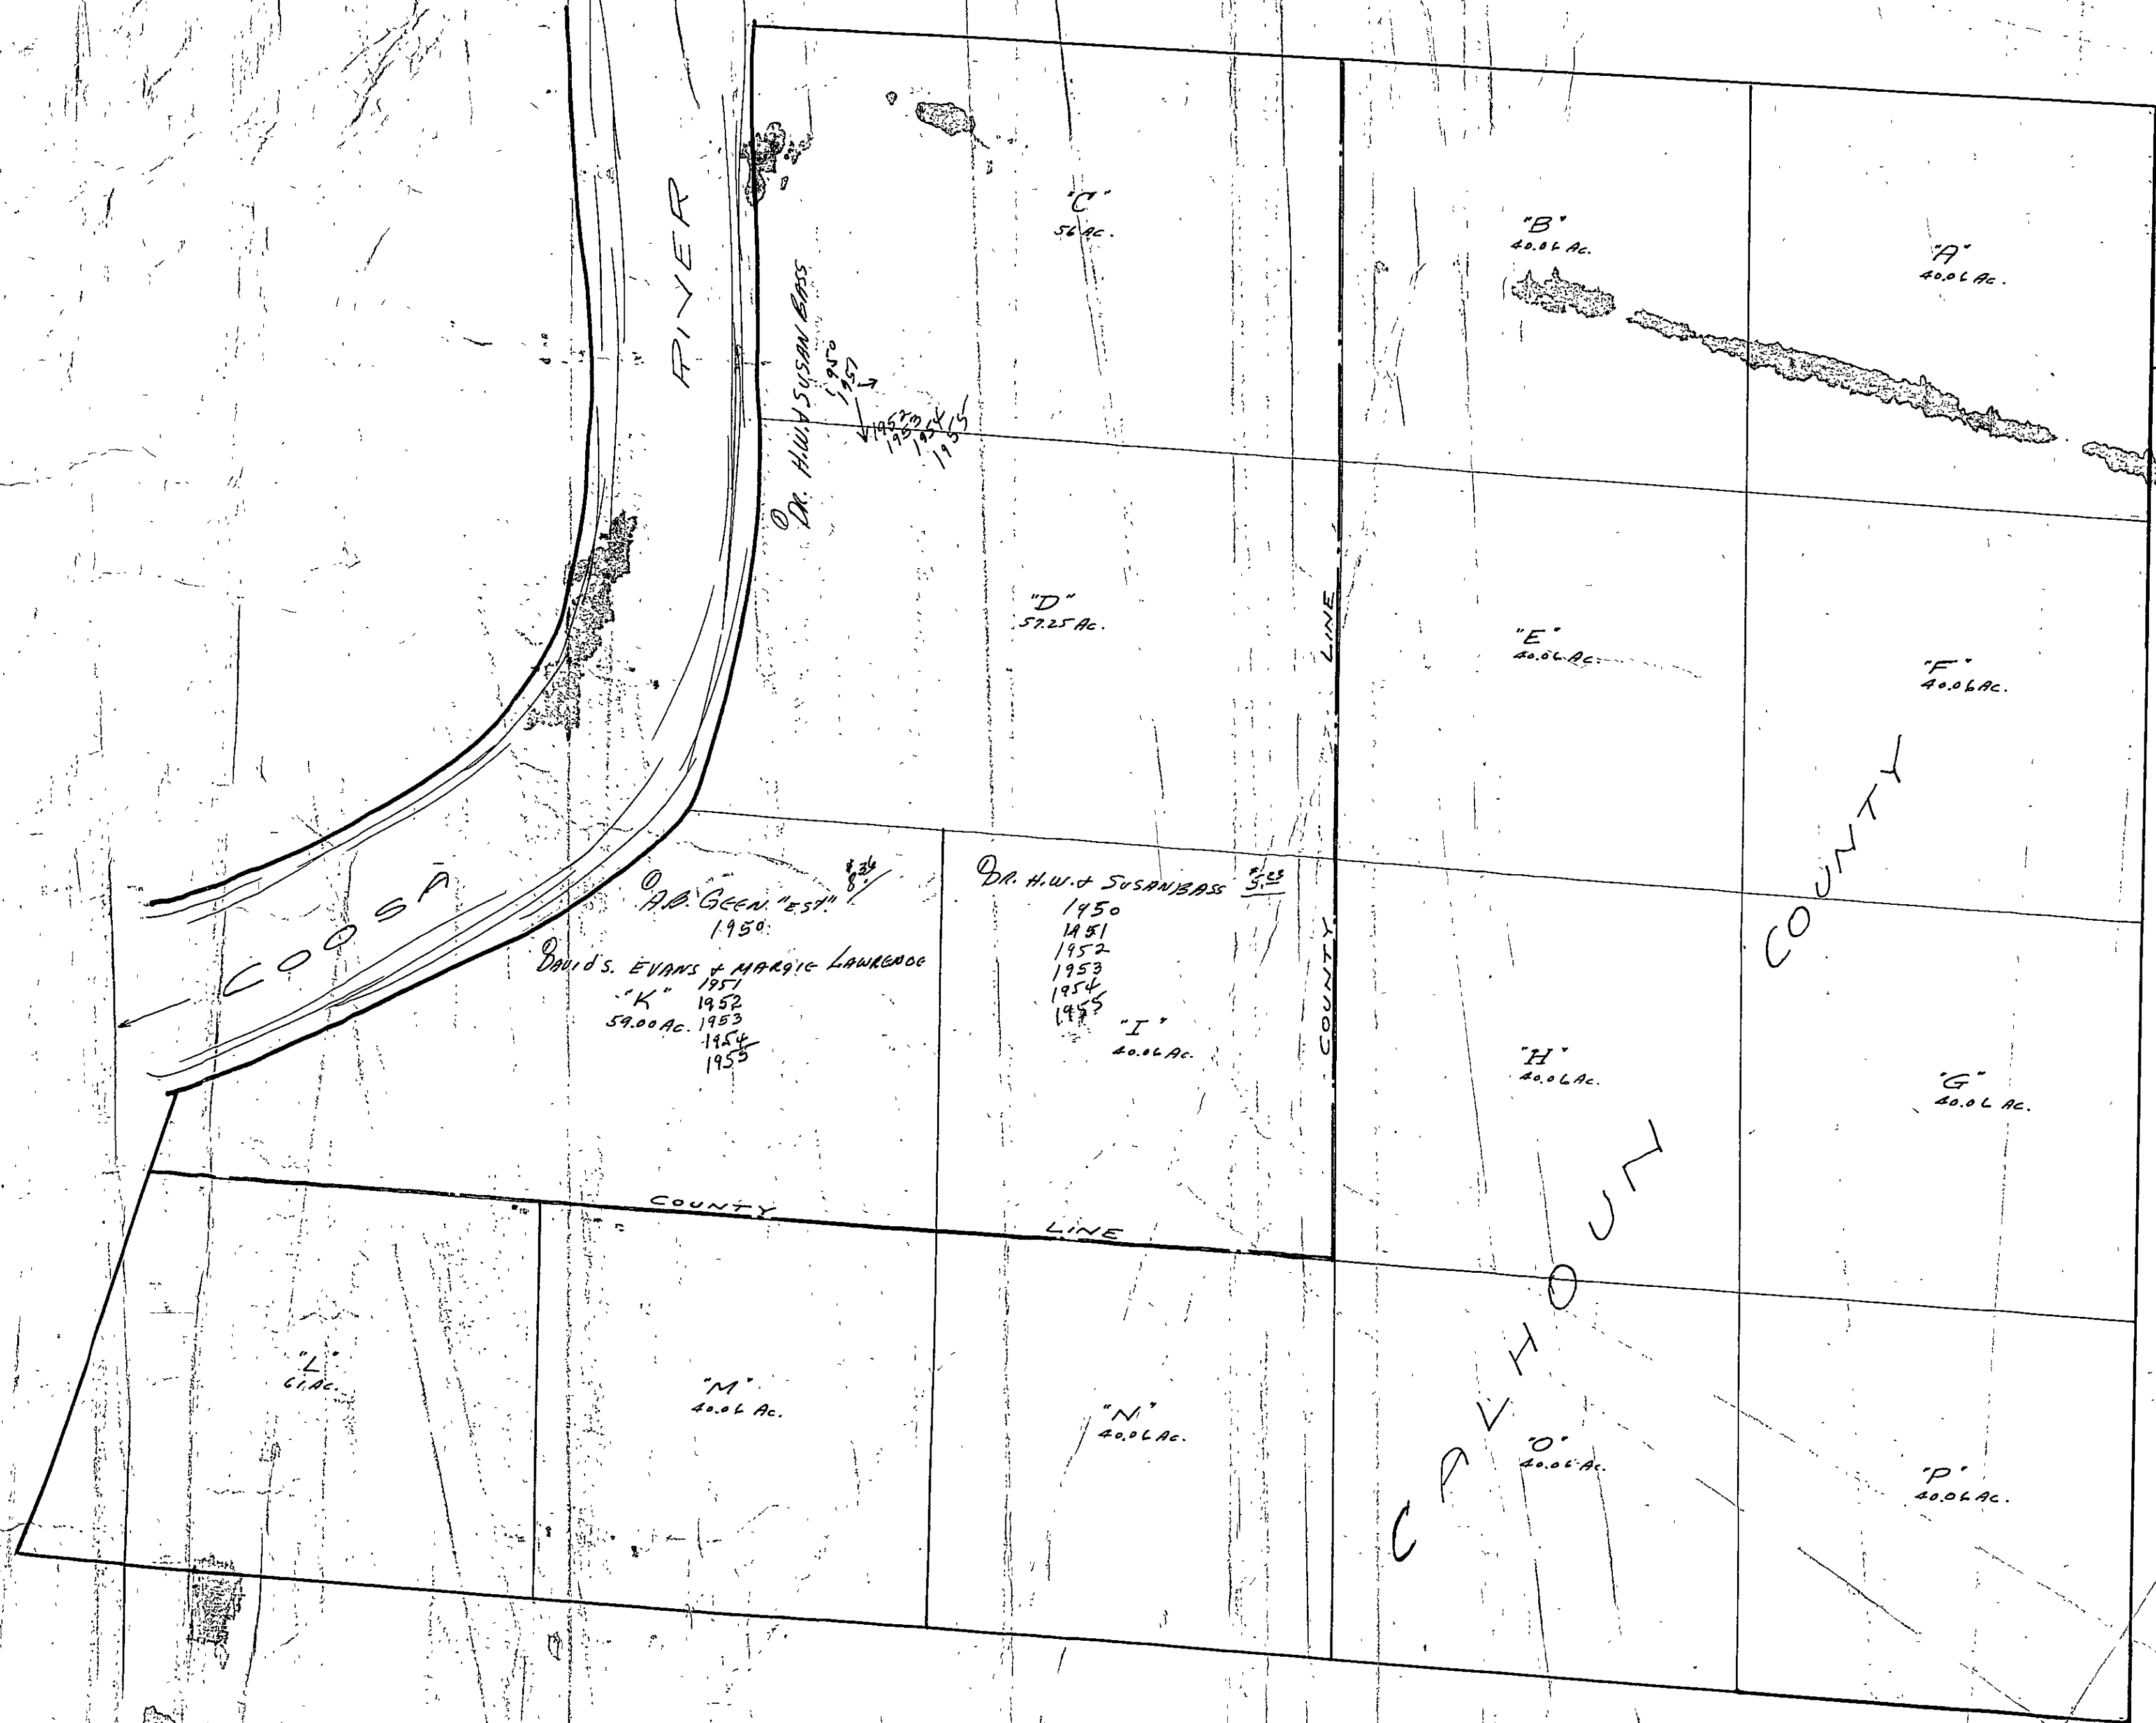 RIVER
"C"
56 Ac.
"B"
40.06 Ac.
"A"
40.06 Ac.
DR. H.W. & SUSAN BASS
1950
1951
1952
1953
1954
1955
"D"
57.25 Ac.
LINE
"E"
40.06 Ac.
"F"
40.06 Ac.
COUNTY
COOSA
A.B. GEEN. "EST."
1950
DAVID S. EVANS & MARGIE LAWRENCE
1951
"K" 1952
59.00 Ac. 1953
1954
1955
DR. H.W. & SUSAN BASS
1950
1951
1952
1953
1954
1955
"I"
40.06 Ac.
COUNTY
"H"
40.06 Ac.
"G"
40.06 Ac.
COUNTY LINE
CALHOUN
"L"
61 Ac.
"M"
40.06 Ac.
"N"
40.06 Ac.
"O"
40.06 Ac.
"P"
40.06 Ac.